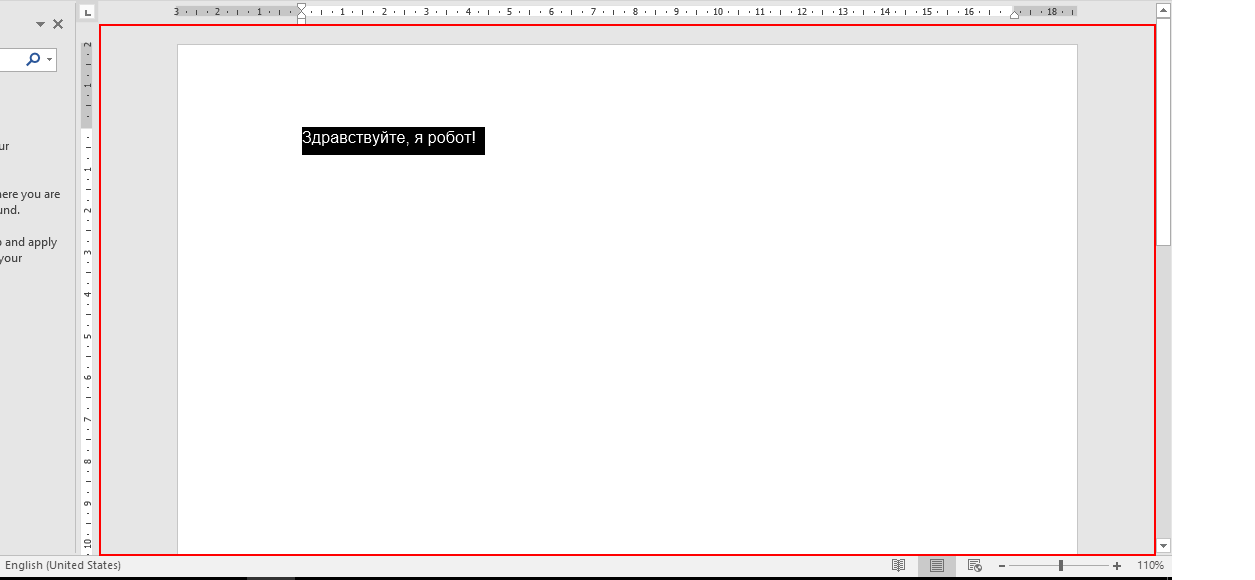 3 2 1 1 2 3 4 5 6 7 8 9 10 11 12 13 14 15 16 18
2
1
1
2
3
4
5
6
7
8
9
10
ur
here you are
und.
and apply
your
Здравствуйте, я робот!
English (United States)
110%